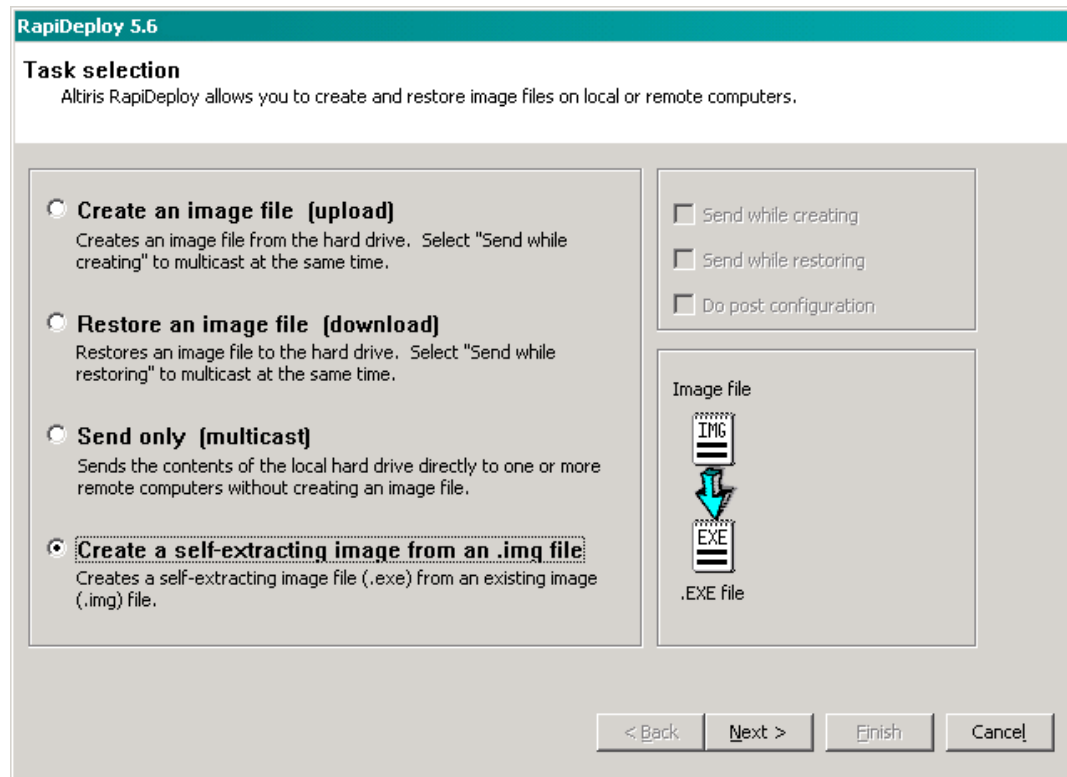 RapiDeploy 5.6
Task selection
Altiris RapiDeploy allows you to create and restore image files on local or remote computers.
Create an image file (upload)
Creates an image file from the hard drive. Select "Send while
creating" to multicast at the same time.
Restore an image file (download)
Restores an image file to the hard drive. Select "Send while
restoring" to multicast at the same time.
Send only (multicast)
Sends the contents of the local hard drive directly to one or more
remote computers without creating an image file.
Create a self-extracting image from an .img file
Creates a self-extracting image file (.exe) from an existing image
(.img) file.
Send while creating
Send while restoring
Do post configuration
Image file
IMG
EXE
.EXE file
< Back
Next >
Finish
Cancel